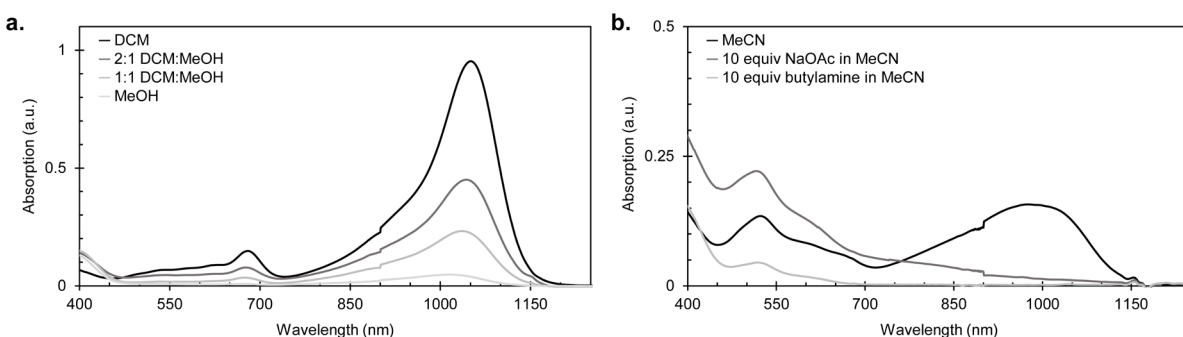 a.
DCM
2:1 DCM:MeOH
1:1 DCM:MeOH
MeOH
Absorption (a.u.)
1
0.5
0
400 550 700 850 1000 1150
Wavelength (nm)
b.
MeCN
10 equiv NaOAc in MeCN
10 equiv butylamine in MeCN
Absorption (a.u.)
0.5
0.25
0
400 550 700 850 1000 1150
Wavelength (nm)